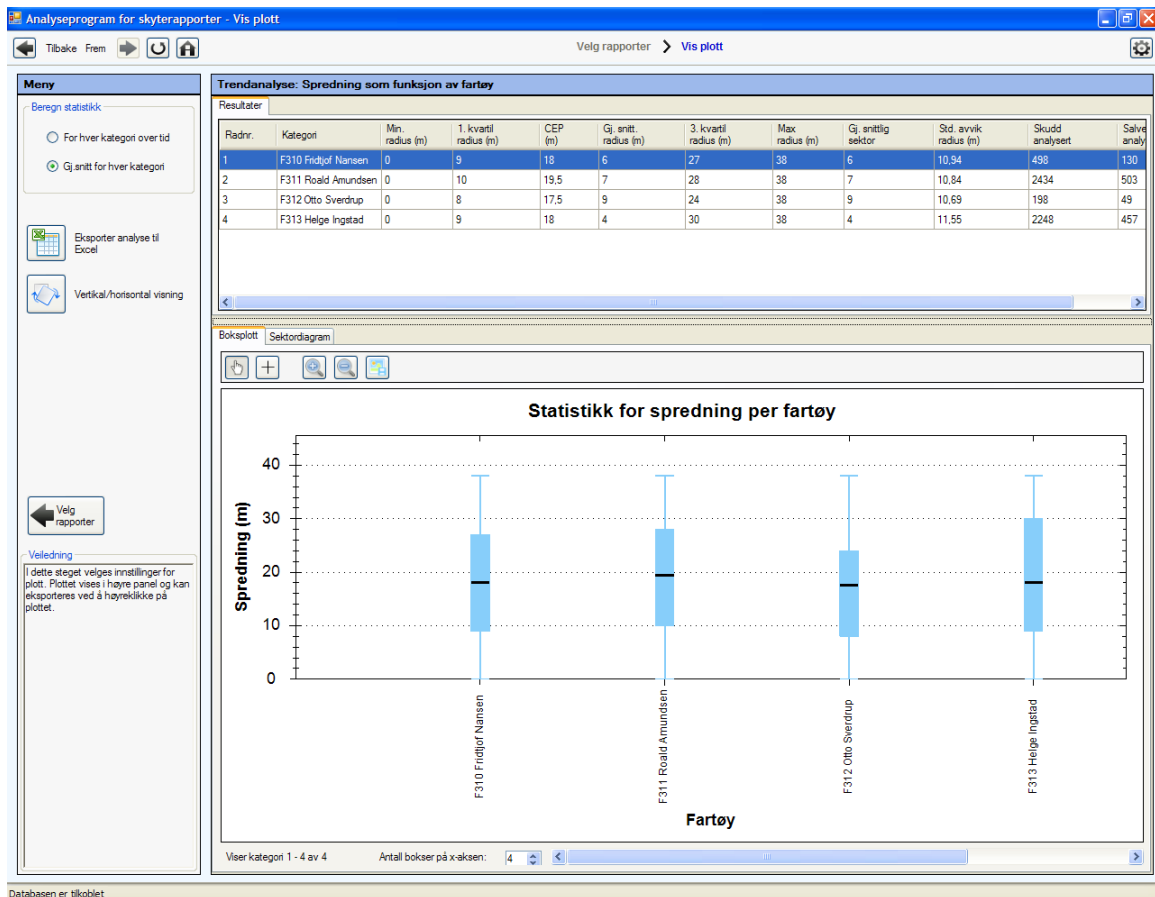 Analyseprogram for skyterapporter - Vis plott
Tilbake Frem
Velg rapporter Vis plott
Meny
Beregn statistikk
For hver kategori over tid
Gj.snitt for hver kategori
Eksporter analyse til
Excel
Vertikal/horisontal visning
Velg
rapporter
Veiledning
I dette steget velges innstillinger for
plott. Plottet vises i høyre panel og kan
eksporteres ved å høyreklikke på
plottet.
Trendanalyse: Spredning som funksjon av fartøy
Resultater
Radnr. Kategori Min. radius (m) 1. kvartil radius (m) CEP (m) Gj. snitt. radius (m) 3. kvartil radius (m) Max radius (m) Gj. snittlig sektor Std. avvik radius (m) Skudd analysert Salve analy
1 F310 Fridtjof Nansen 0 9 18 6 27 38 6 10,94 498 130
2 F311 Roald Amundsen 0 10 19,5 7 28 38 7 10,84 2434 503
3 F312 Otto Sverdrup 0 8 17,5 9 24 38 9 10,69 198 49
4 F313 Helge Ingstad 0 9 18 4 30 38 4 11,55 2248 457
Boksplott Sektordiagram
Statistikk for spredning per fartøy
Spredning (m)
40
30
20
10
0
F310 Fridtjof Nansen
F311 Roald Amundsen
F312 Otto Sverdrup
F313 Helge Ingstad
Fartøy
Viser kategori 1 - 4 av 4 Antall bokser på x-aksen: 4
Databasen er tilkoblet